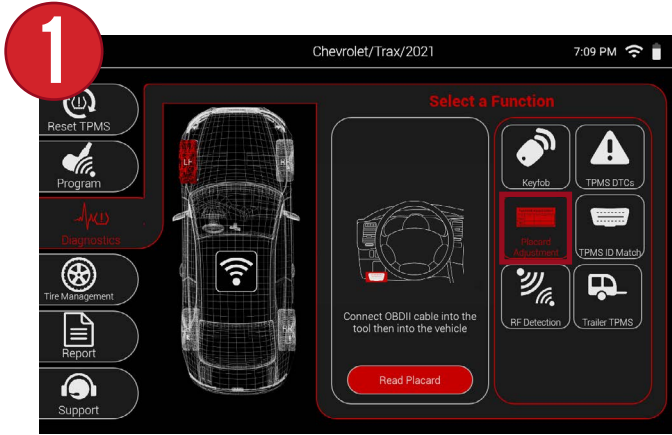 1
Chevrolet/Trax/2021
7:09 PM
Reset TPMS
Program
Diagnostics
Tire Management
Report
Support
LF
Select a Function
Connect OBDII cable into the
tool then into the vehicle
Read Placard
Keyfob
TPMS DTCs
Placard
Adjustment
TPMS ID Match
RF Detection
Trailer TPMS